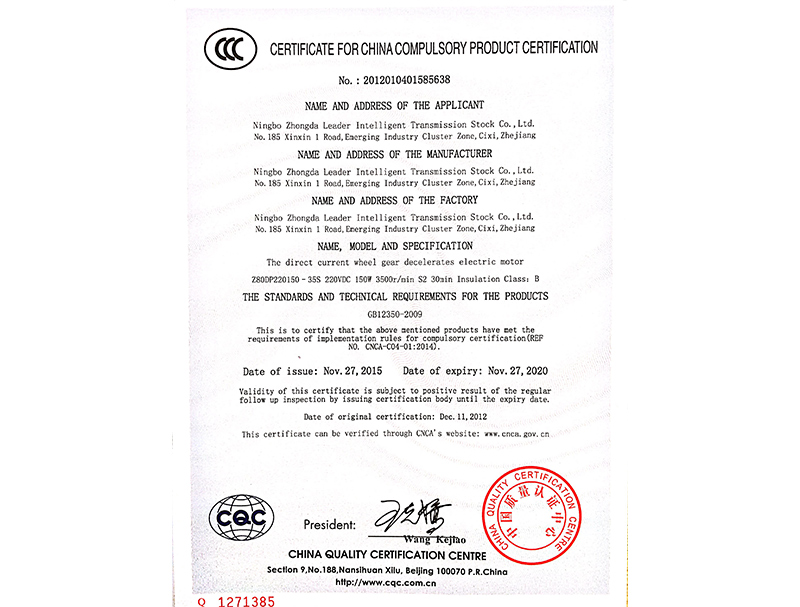 CCC
CERTIFICATE FOR CHINA COMPULSORY PRODUCT CERTIFICATION
No. : 2012010401585638
NAME AND ADDRESS OF THE APPLICANT
Ningbo Zhongda Leader Intelligent Transmission Stock Co.,Ltd.
No.185 Xinxin 1 Road,Emerging Industry Cluster Zone,Cixi,Zhejiang
NAME AND ADDRESS OF THE MANUFACTURER
Ningbo Zhongda Leader Intelligent Transmission Stock Co.,Ltd.
No.185 Xinxin 1 Road,Emerging Industry Cluster Zone,Cixi,Zhejiang
NAME AND ADDRESS OF THE FACTORY
Ningbo Zhongda Leader Intelligent Transmission Stock Co.,Ltd.
No.185 Xinxin 1 Road,Emerging Industry Cluster Zone,Cixi,Zhejiang
NAME, MODEL AND SPECIFICATION
The direct current wheel gear decelerates electric motor
Z80DP220150-35S 220VDC 150W 3500r/min S2 30min Insulation Class: B
THE STANDARDS AND TECHNICAL REQUIREMENTS FOR THE PRODUCTS
GB12350-2009
This is to certify that the above mentioned products have met the
requirements of implementation rules for compulsory certification(REF
NO. CNCA-C04-01:2014).
Date of issue: Nov.27,2015 Date of expiry: Nov.27,2020
Validity of this certificate is subject to positive result of the regular
follow up inspection by issuing certification body until the expiry date.
Date of original certification: Dec.11,2012
This certificate can be verified through CNCA's website: www.cnca.gov.cn
CQC
President:
Wang Kejiao
CHINA QUALITY CERTIFICATION CENTRE
中国质量认证中心
CHINA QUALITY CERTIFICATION CENTRE
Section 9,No.188,Nansihuan Xilu, Beijing 100070 P.R.China
http://www.cqc.com.cn
Q 1271385